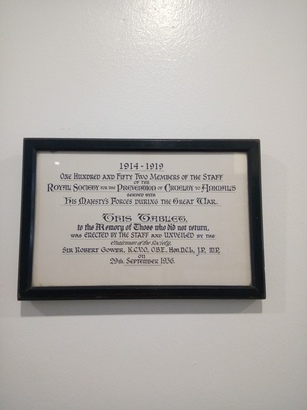 1914-1919
One Hundred and Fifty Two Members of the Staff
of the
Royal Society for the Prevention of Cruelty to Animals
served with
His Majesty's Forces during the Great War.
This Tablet,
to the Memory of Those who did not return,
was erected by the Staff and unveiled by the
Chairman of the Society,
Sir Robert Gower, K.C.V.O., O.B.E., Hon. D.C.L., J.P., M.P.,
on
29th. September 1936.